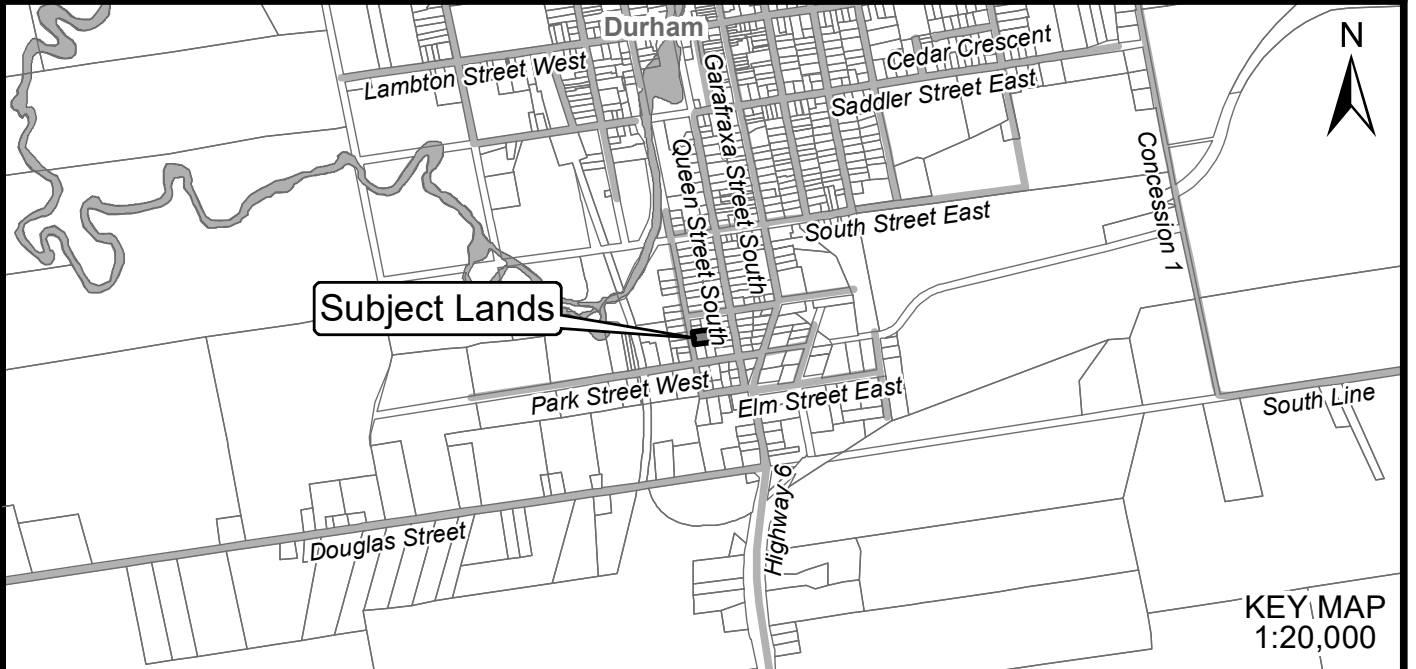 Durham
N
Lambton Street West
Cedar Crescent
Saddler Street East
Garafraxa Street South
Queen Street South
Concession 1
South Street East
Subject Lands
Park Street West
Elm Street East
South Line
Highway 6
Douglas Street
KEY MAP
1:20,000